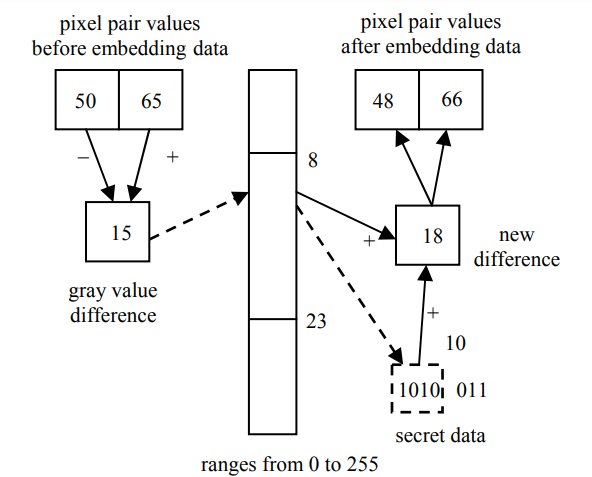 pixel pair values
before embedding data
pixel pair values
after embedding data
50 65
48 66
− +
8
15
+
18
new
difference
gray value
difference
23
+
10
1010 011
secret data
ranges from 0 to 255